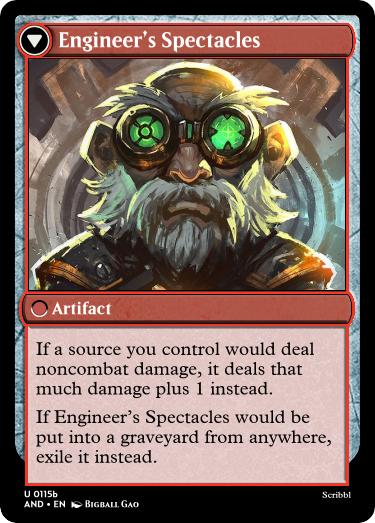 Engineer's Spectacles
Artifact
If a source you control would deal
noncombat damage, it deals that
much damage plus 1 instead.
If Engineer's Spectacles would be
put into a graveyard from anywhere,
exile it instead.
U 0115b
Scribbl
AND • EN Bigball Gao